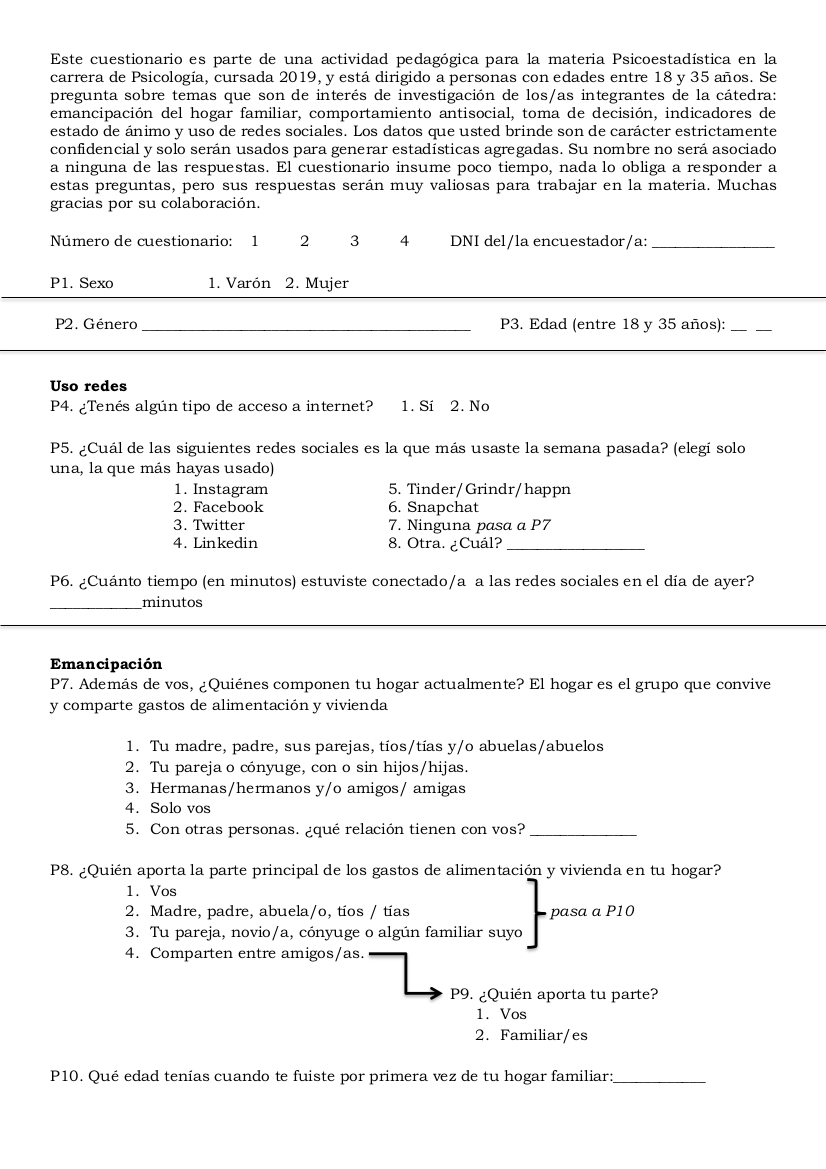 Este cuestionario es parte de una actividad pedagógica para la materia Psicoestadística en la
carrera de Psicología, cursada 2019, y está dirigido a personas con edades entre 18 y 35 años. Se
pregunta sobre temas que son de interés de investigación de los/as integrantes de la cátedra:
emancipación del hogar familiar, comportamiento antisocial, toma de decisión, indicadores de
estado de ánimo y uso de redes sociales. Los datos que usted brinde son de carácter estrictamente
confidencial y solo serán usados para generar estadísticas agregadas. Su nombre no será asociado
a ninguna de las respuestas. El cuestionario insume poco tiempo, nada lo obliga a responder a
estas preguntas, pero sus respuestas serán muy valiosas para trabajar en la materia. Muchas
gracias por su colaboración.
Número de cuestionario: 1 2 3 4 DNI del/la encuestador/a: ________________
P1. Sexo 1. Varón 2. Mujer
P2. Género ___________________________________________ P3. Edad (entre 18 y 35 años): __ __
Uso redes
P4. ¿Tenés algún tipo de acceso a internet? 1. Sí 2. No
P5. ¿Cuál de las siguientes redes sociales es la que más usaste la semana pasada? (elegí solo
una, la que más hayas usado)
1. Instagram 5. Tinder/Grindr/happn
2. Facebook 6. Snapchat
3. Twitter 7. Ninguna pasa a P7
4. Linkedin 8. Otra. ¿Cuál? __________________
P6. ¿Cuánto tiempo (en minutos) estuviste conectado/a a las redes sociales en el día de ayer?
____________minutos
Emancipación
P7. Además de vos, ¿Quiénes componen tu hogar actualmente? El hogar es el grupo que convive
y comparte gastos de alimentación y vivienda
1. Tu madre, padre, sus parejas, tíos/tías y/o abuelas/abuelos
2. Tu pareja o cónyuge, con o sin hijos/hijas.
3. Hermanas/hermanos y/o amigos/ amigas
4. Solo vos
5. Con otras personas. ¿qué relación tienen con vos? ______________
P8. ¿Quién aporta la parte principal de los gastos de alimentación y vivienda en tu hogar?
1. Vos
2. Madre, padre, abuela/o, tíos / tías pasa a P10
3. Tu pareja, novio/a, cónyuge o algún familiar suyo
4. Comparten entre amigos/as.
P9. ¿Quién aporta tu parte?
1. Vos
2. Familiar/es
P10. Qué edad tenías cuando te fuiste por primera vez de tu hogar familiar:____________